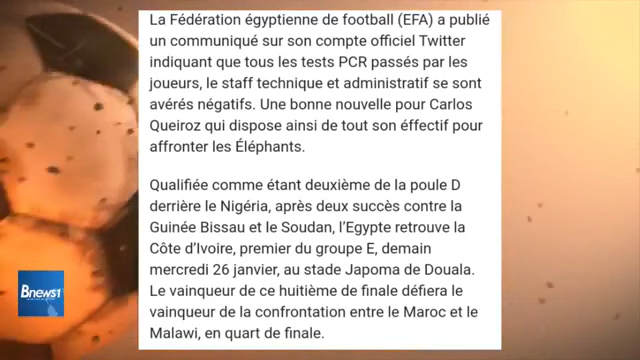 La Fédération égyptienne de football (EFA) a publié
un communiqué sur son compte officiel Twitter
indiquant que tous les tests PCR passés par les
joueurs, le staff technique et administratif se sont
avérés négatifs. Une bonne nouvelle pour Carlos
Queiroz qui dispose ainsi de tout son éffectif pour
affronter les Éléphants.
Qualifiée comme étant deuxième de la poule D
derrière le Nigéria, après deux succès contre la
Guinée Bissau et le Soudan, l'Egypte retrouve la
Côte d'Ivoire, premier du groupe E, demain
mercredi 26 janvier, au stade Japoma de Douala.
Le vainqueur de ce huitième de finale défiera le
vainqueur de la confrontation entre le Maroc et le
Malawi, en quart de finale.
Bnews1